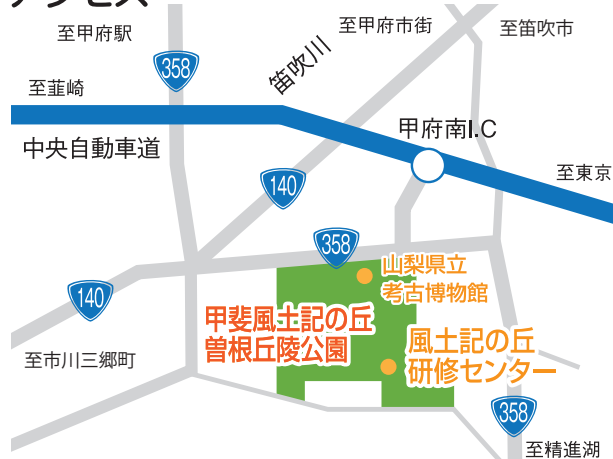 アクセス
至甲府駅
至甲府市街
至笛吹市
358
笛吹川
至韮崎
中央自動車道
甲府南I.C
至東京
140
358
山梨県立
考古博物館
140
甲斐風土記の丘
曽根丘陵公園
風土記の丘
研修センター
至市川三郷町
358
至精進湖